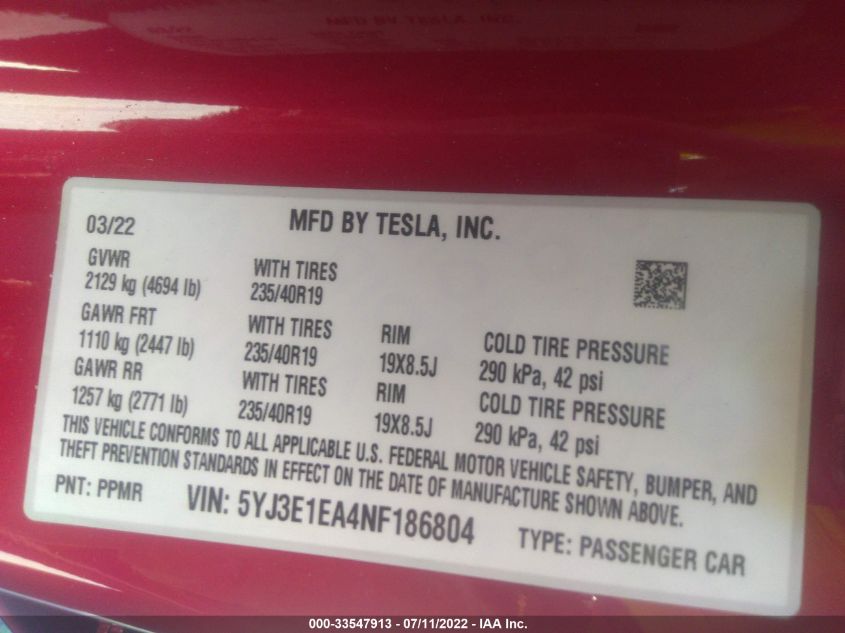 03/22
MFD BY TESLA, INC.
GVWR
2129 kg (4694 lb)
WITH TIRES
235/40R19
GAWR FRT
1110 kg (2447 lb)
WITH TIRES
235/40R19
RIM
19X8.5J
COLD TIRE PRESSURE
290 kPa, 42 psi
GAWR RR
1257 kg (2771 lb)
WITH TIRES
235/40R19
RIM
19X8.5J
COLD TIRE PRESSURE
290 kPa, 42 psi
THIS VEHICLE CONFORMS TO ALL APPLICABLE U.S. FEDERAL MOTOR VEHICLE SAFETY, BUMPER, AND
THEFT PREVENTION STANDARDS IN EFFECT ON THE DATE OF MANUFACTURE SHOWN ABOVE.
PNT: PPMR
VIN: 5YJ3E1EA4NF186804
TYPE: PASSENGER CAR
000-33547913 - 07/11/2022 - IAA Inc.